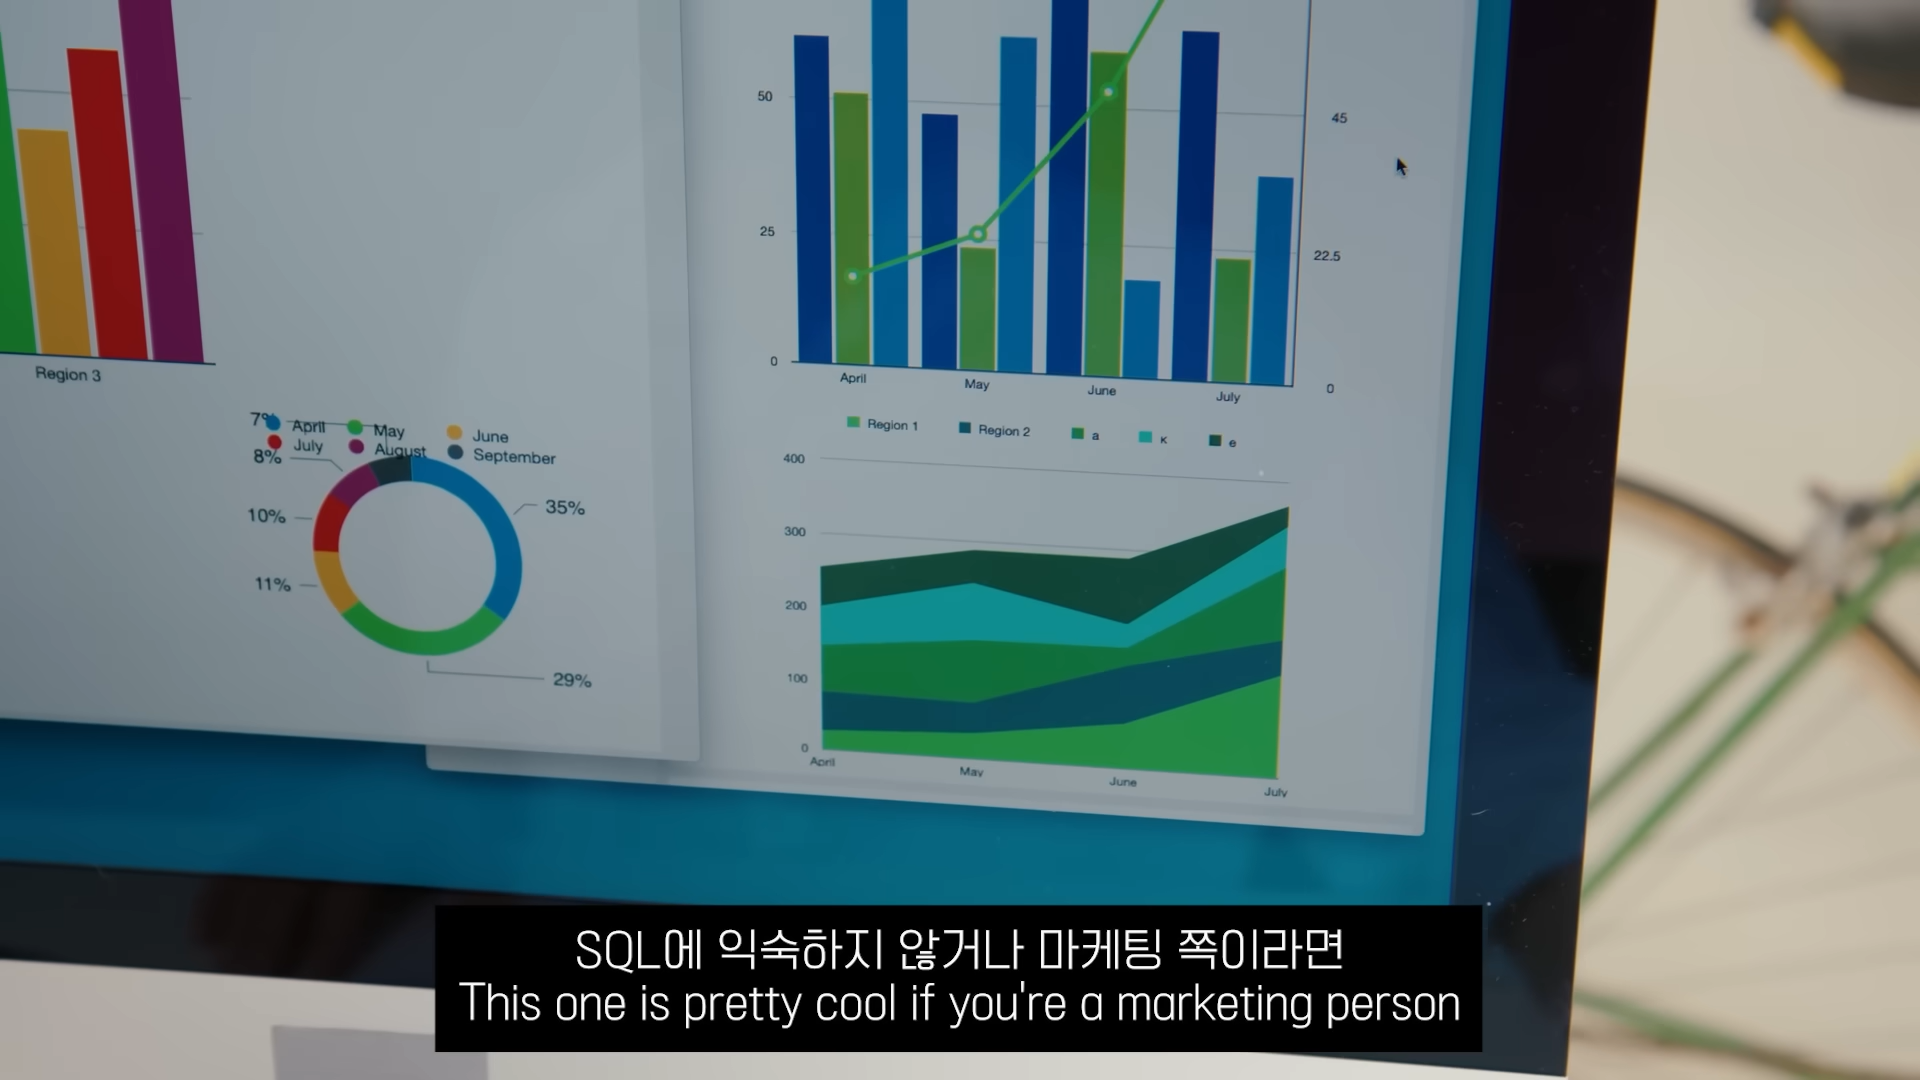 50
25
0
45
22.5
0
April
May
June
July
Region 1
Region 2
a
к
e
400
300
200
100
0
April
May
June
July
Region 3
7%
April
May
June
July
August
September
8%
10%
11%
35%
29%
SQL에 익숙하지 않거나 마케팅 쪽이라면
This one is pretty cool if you're a marketing person